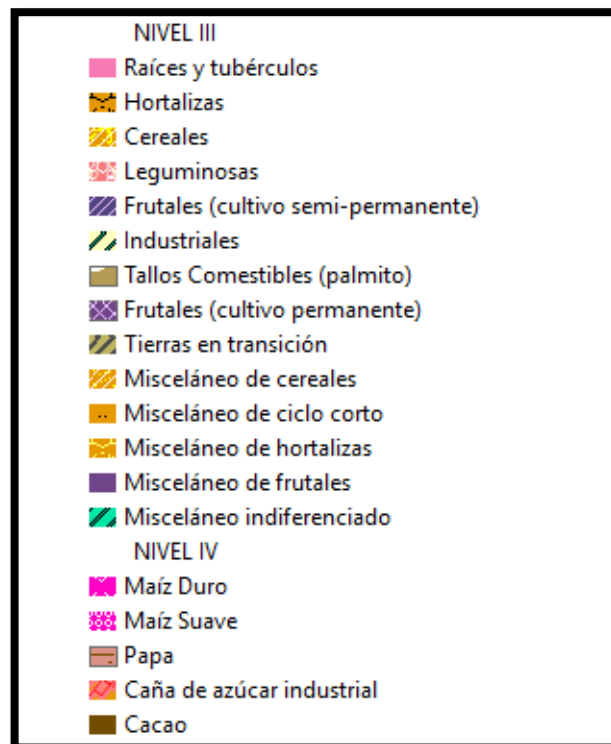 NIVEL III
Raíces y tubérculos
Hortalizas
Cereales
Leguminosas
Frutales (cultivo semi-permanente)
Industriales
Tallos Comestibles (palmito)
Frutales (cultivo permanente)
Tierras en transición
Misceláneo de cereales
Misceláneo de ciclo corto
Misceláneo de hortalizas
Misceláneo de frutales
Misceláneo indiferenciado
NIVEL IV
Maíz Duro
Maíz Suave
Papa
Caña de azúcar industrial
Cacao